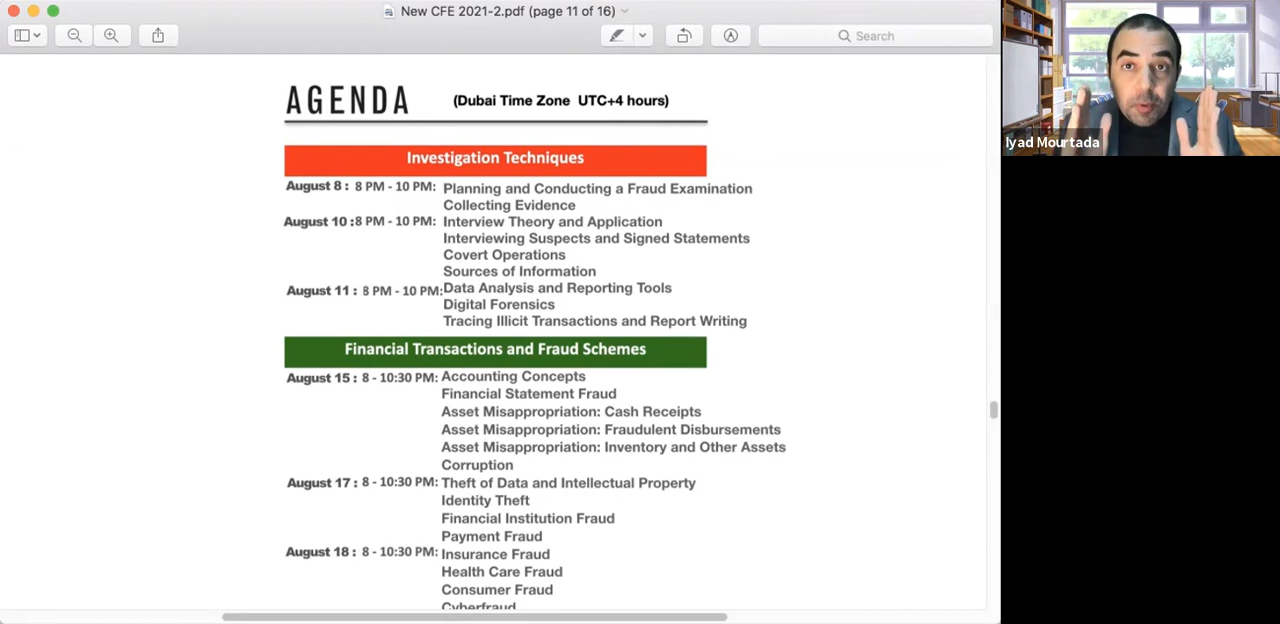 New CFE 2021-2.pdf (page 11 of 16)
Search
AGENDA (Dubai Time Zone UTC+4 hours)
Investigation Techniques
August 8 : 8 PM - 10 PM: Planning and Conducting a Fraud Examination
Collecting Evidence
August 10 :8 PM - 10 PM: Interview Theory and Application
Interviewing Suspects and Signed Statements
Covert Operations
Sources of Information
August 11 : 8 PM - 10 PM: Data Analysis and Reporting Tools
Digital Forensics
Tracing Illicit Transactions and Report Writing
Financial Transactions and Fraud Schemes
August 15 : 8 - 10:30 PM: Accounting Concepts
Financial Statement Fraud
Asset Misappropriation: Cash Receipts
Asset Misappropriation: Fraudulent Disbursements
Asset Misappropriation: Inventory and Other Assets
Corruption
August 17 : 8 - 10:30 PM: Theft of Data and Intellectual Property
Identity Theft
Financial Institution Fraud
Payment Fraud
August 18 : 8 - 10:30 PM: Insurance Fraud
Health Care Fraud
Consumer Fraud
Cyberfraud
Iyad Mourtada